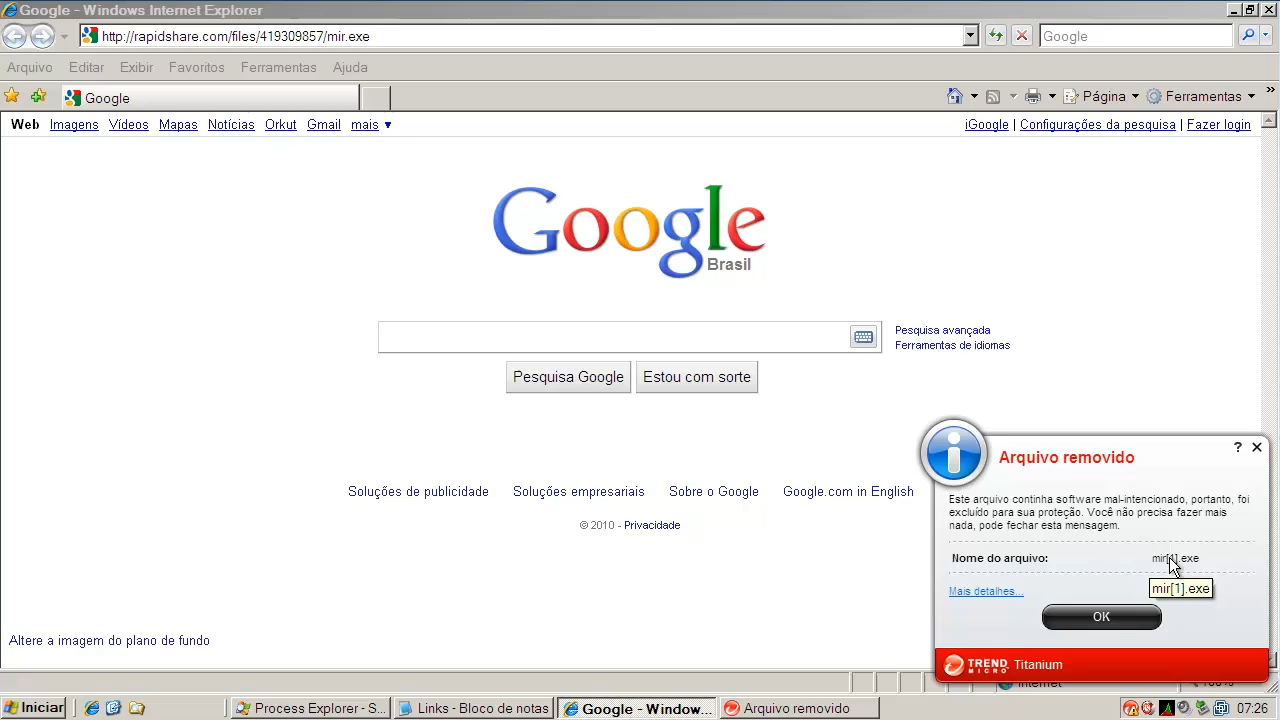 Google - Windows Internet Explorer
http://rapidshare.com/files/419309857/mir.exe
Google
Arquivo Editar Exibir Favoritos Ferramentas Ajuda
Google
Página Ferramentas »
Web Imagens Vídeos Mapas Notícias Orkut Gmail mais ▼
iGoogle | Configurações da pesquisa | Fazer login
Google
Brasil
Pesquisa avançada
Ferramentas de idiomas
Pesquisa Google Estou com sorte
Soluções de publicidade Soluções empresariais Sobre o Google Google.com in English
© 2010 - Privacidade
Altere a imagem do plano de fundo
? 
Arquivo removido
Este arquivo continha software mal-intencionado, portanto, foi
excluído para sua proteção. Você não precisa fazer mais
nada, pode fechar esta mensagem.
Nome do arquivo: mir[1].exe
mir[1].exe
Mais detalhes...
OK
TREND MICRO Titanium
Iniciar
Process Explorer - S...
Links - Bloco de notas
Google - Window...
Arquivo removido
07:26